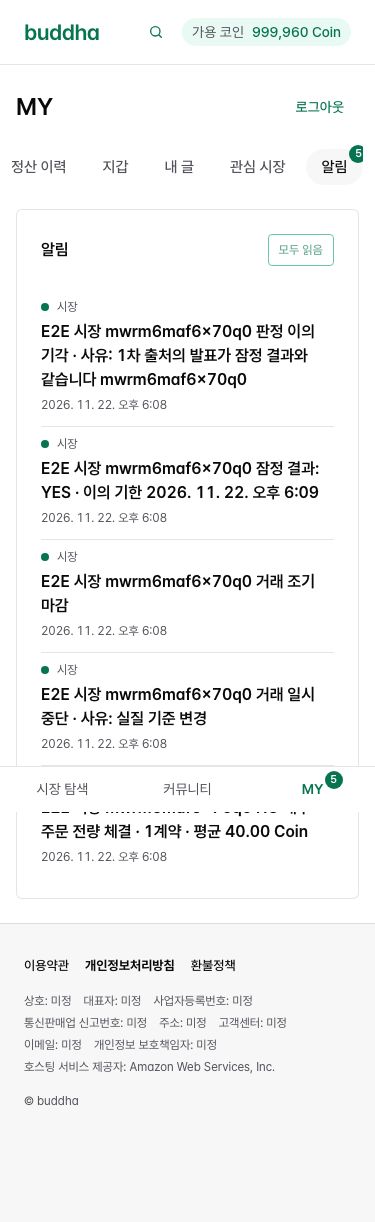 buddha
가용 코인 999,960 Coin
MY
로그아웃
정산 이력 지갑 내 글 관심 시장 알림 5
알림
모두 읽음
시장
E2E 시장 mwrm6maf6x70q0 판정 이의
기각 · 사유: 1차 출처의 발표가 잠정 결과와
같습니다 mwrm6maf6x70q0
2026. 11. 22. 오후 6:08
시장
E2E 시장 mwrm6maf6x70q0 잠정 결과:
YES · 이의 기한 2026. 11. 22. 오후 6:09
2026. 11. 22. 오후 6:08
시장
E2E 시장 mwrm6maf6x70q0 거래 조기
마감
2026. 11. 22. 오후 6:08
시장
E2E 시장 mwrm6maf6x70q0 거래 일시
중단 · 사유: 실질 기준 변경
2026. 11. 22. 오후 6:08
시장 탐색 커뮤니티 MY 5
주문 전량 체결 · 1계약 · 평균 40.00 Coin
2026. 11. 22. 오후 6:08
이용약관 개인정보처리방침 환불정책
상호: 미정 대표자: 미정 사업자등록번호: 미정
통신판매업 신고번호: 미정 주소: 미정 고객센터: 미정
이메일: 미정 개인정보 보호책임자: 미정
호스팅 서비스 제공자: Amazon Web Services, Inc.
© buddha